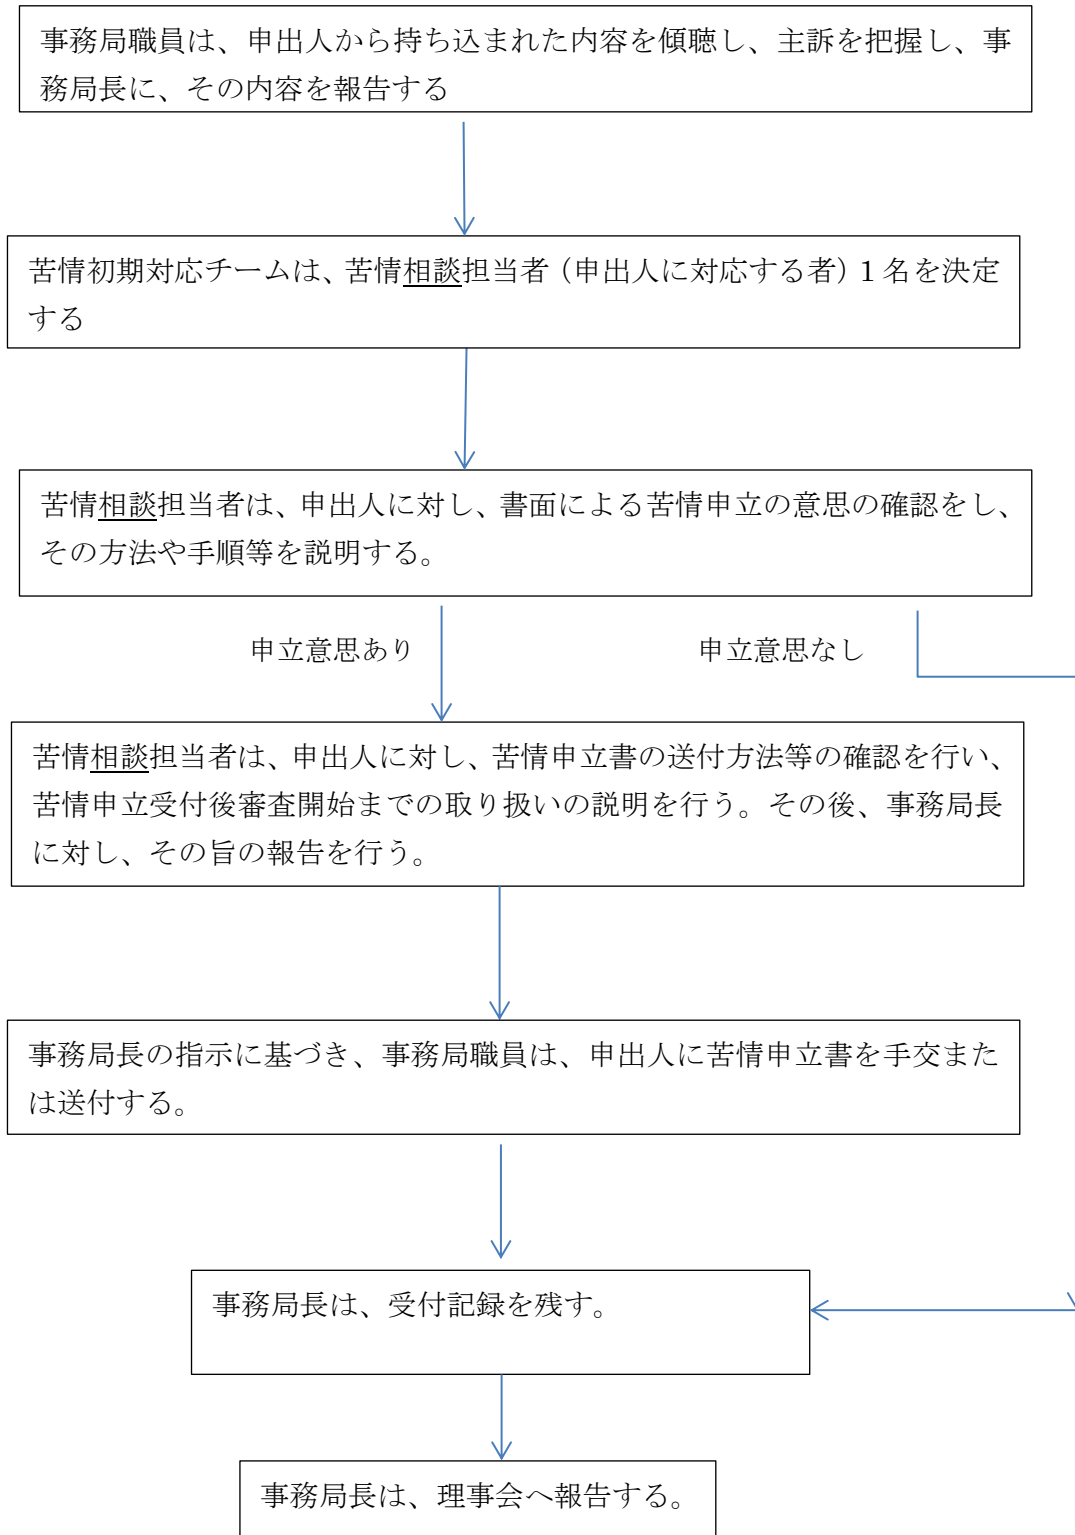 事務局職員は、申出人から持ち込まれた内容を傾聴し、主訴を把握し、事
務局長に、その内容を報告する
苦情初期対応チームは、苦情相談担当者（申出人に対応する者）１名を決定
する
苦情相談担当者は、申出人に対し、書面による苦情申立の意思の確認をし、
その方法や手順等を説明する。
申立意思あり
申立意思なし
苦情相談担当者は、申出人に対し、苦情申立書の送付方法等の確認を行い、
苦情申立受付後審査開始までの取り扱いの説明を行う。その後、事務局長
に対し、その旨の報告を行う。
事務局長の指示に基づき、事務局職員は、申出人に苦情申立書を手交また
は送付する。
事務局長は、受付記録を残す。
事務局長は、理事会へ報告する。